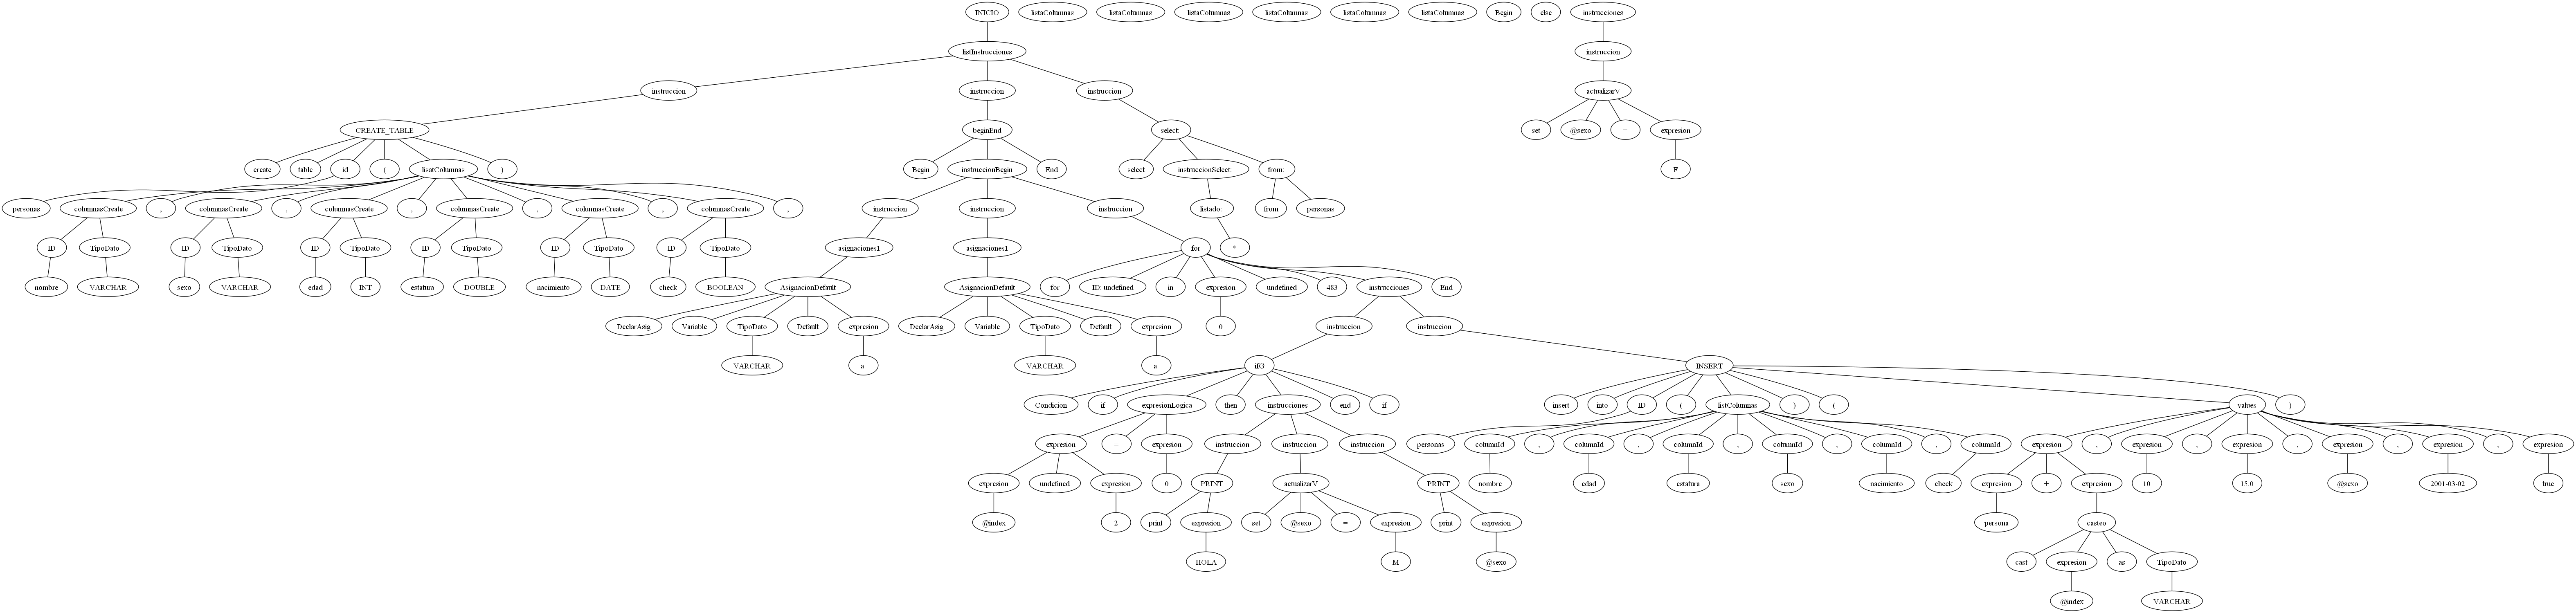 INICIO listaColumnas listaColumnas listaColumnas listaColumnas listaColumnas listaColumnas Begin else instrucciones
listInstrucciones instruccion
instruccion instruccion instruccion actualizarV
CREATE_TABLE beginEnd select: set @sexo = expresion
create table id ( lisatColumnas ) Begin instruccionBegin End select instruccionSelect: from: F
personas columnasCreate , columnasCreate , columnasCreate , columnasCreate , columnasCreate , columnasCreate , instruccion instruccion instruccion listado: from personas
ID TipoDato ID TipoDato ID TipoDato ID TipoDato ID TipoDato ID TipoDato asignaciones1 asignaciones1 for *
nombre VARCHAR sexo VARCHAR edad INT estatura DOUBLE nacimiento DATE check BOOLEAN AsignacionDefault AsignacionDefault for ID: undefined in expresion undefined 483 instrucciones End
DeclarAsig Variable TipoDato Default expresion DeclarAsig Variable TipoDato Default expresion 0 instruccion instruccion
VARCHAR a VARCHAR a ifG INSERT
Condicion if expresionLogica then instrucciones end if insert into ID ( listColumnas ) ( values )
expresion = expresion instruccion instruccion instruccion personas columnId , columnId , columnId , columnId , columnId , columnId expresion , expresion , expresion , expresion , expresion , expresion
expresion undefined expresion 0 PRINT actualizarV PRINT nombre edad estatura sexo nacimiento check expresion + expresion 10 15.0 @sexo 2001-03-02 true
@index 2 print expresion set @sexo = expresion print expresion persona casteo
HOLA M @sexo cast expresion as TipoDato
@index VARCHAR